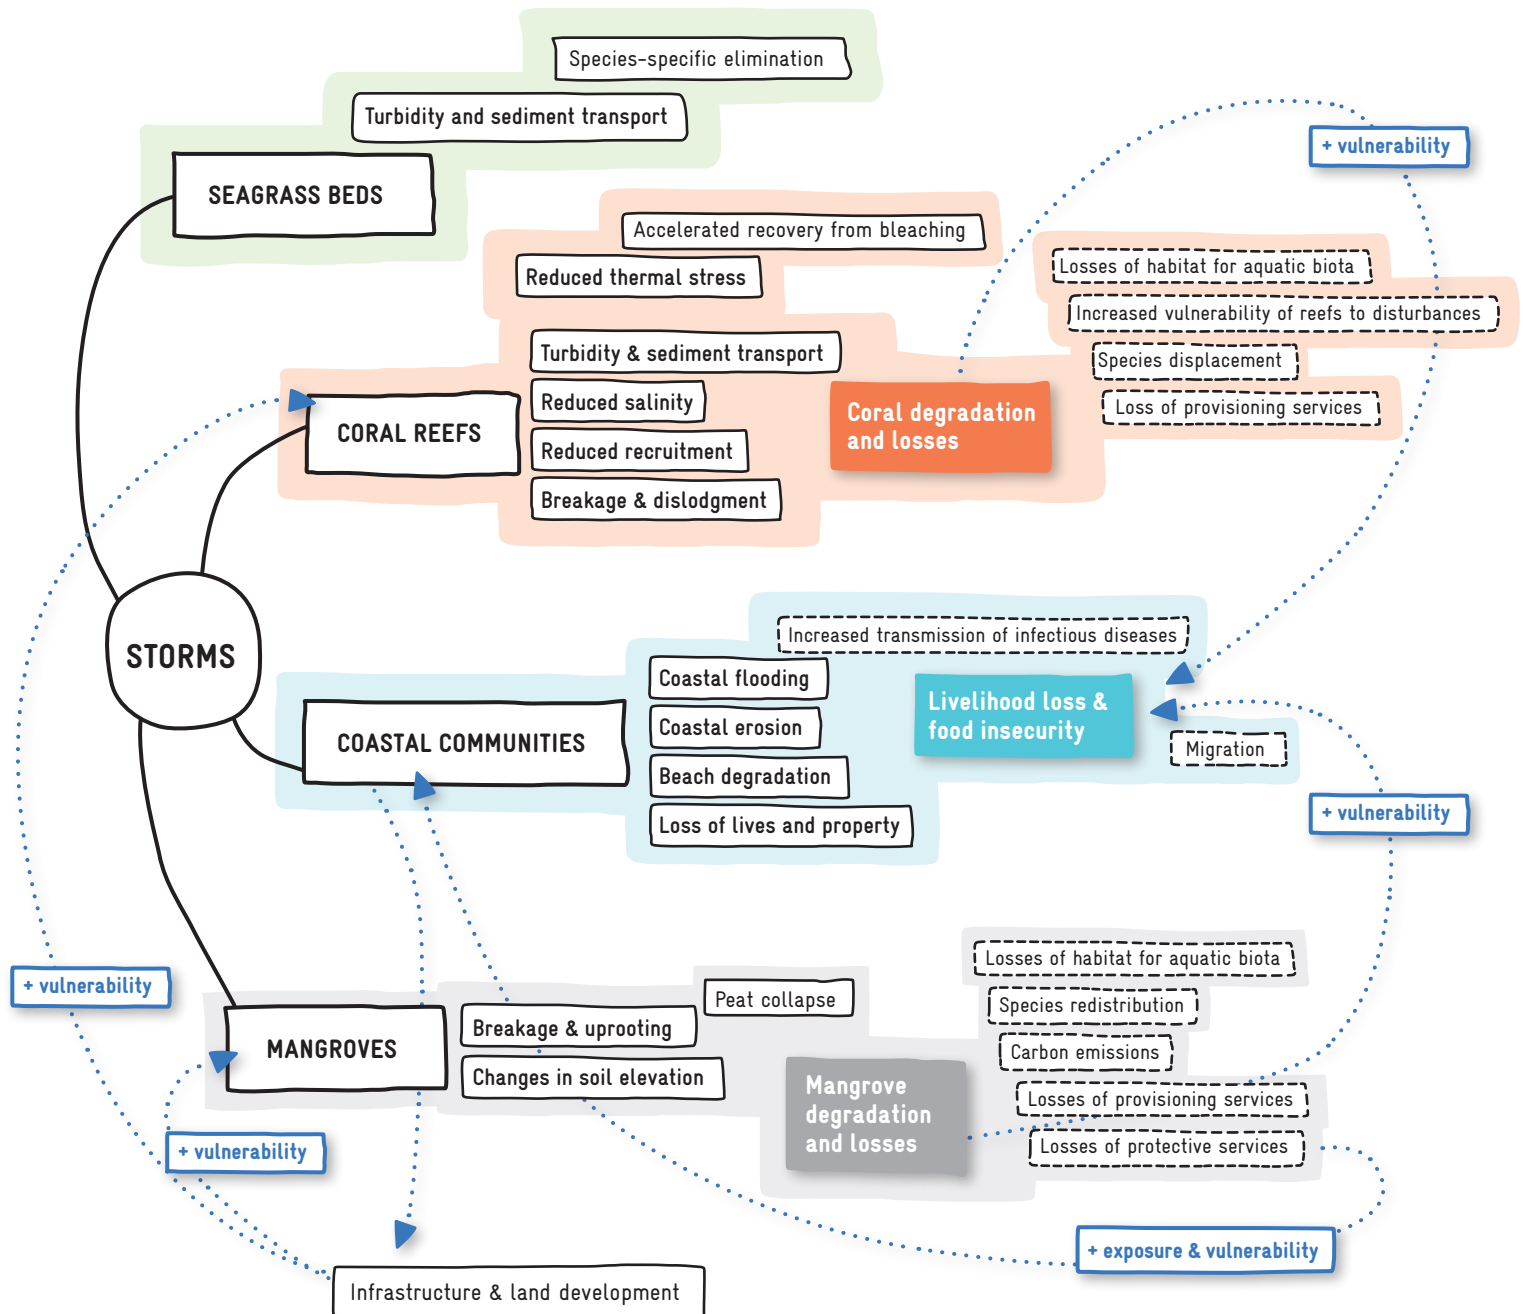 Species-specific elimination
Turbidity and sediment transport
SEAGRASS BEDS
+ vulnerability
Accelerated recovery from bleaching
Reduced thermal stress
Losses of habitat for aquatic biota
Increased vulnerability of reefs to disturbances
Turbidity & sediment transport
Species displacement
Reduced salinity
Loss of provisioning services
CORAL REEFS
Coral degradation
and losses
Reduced recruitment
Breakage & dislodgment
STORMS
Increased transmission of infectious diseases
Coastal flooding
Livelihood loss &
food insecurity
Coastal erosion
COASTAL COMMUNITIES
Migration
Beach degradation
Loss of lives and property
+ vulnerability
Losses of habitat for aquatic biota
+ vulnerability
Peat collapse
Species redistribution
Breakage & uprooting
MANGROVES
Carbon emissions
Changes in soil elevation
Mangrove
degradation
and losses
Losses of provisioning services
Losses of protective services
+ vulnerability
+ exposure & vulnerability
Infrastructure & land development